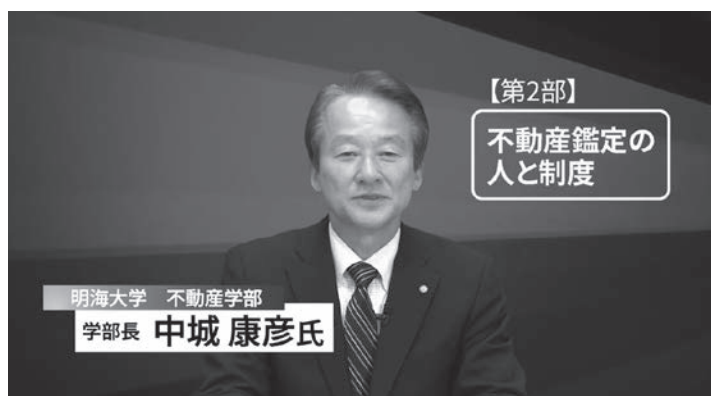 【第2部】
不動産鑑定の
人と制度
明海大学 不動産学部
学部長 中城 康彦氏